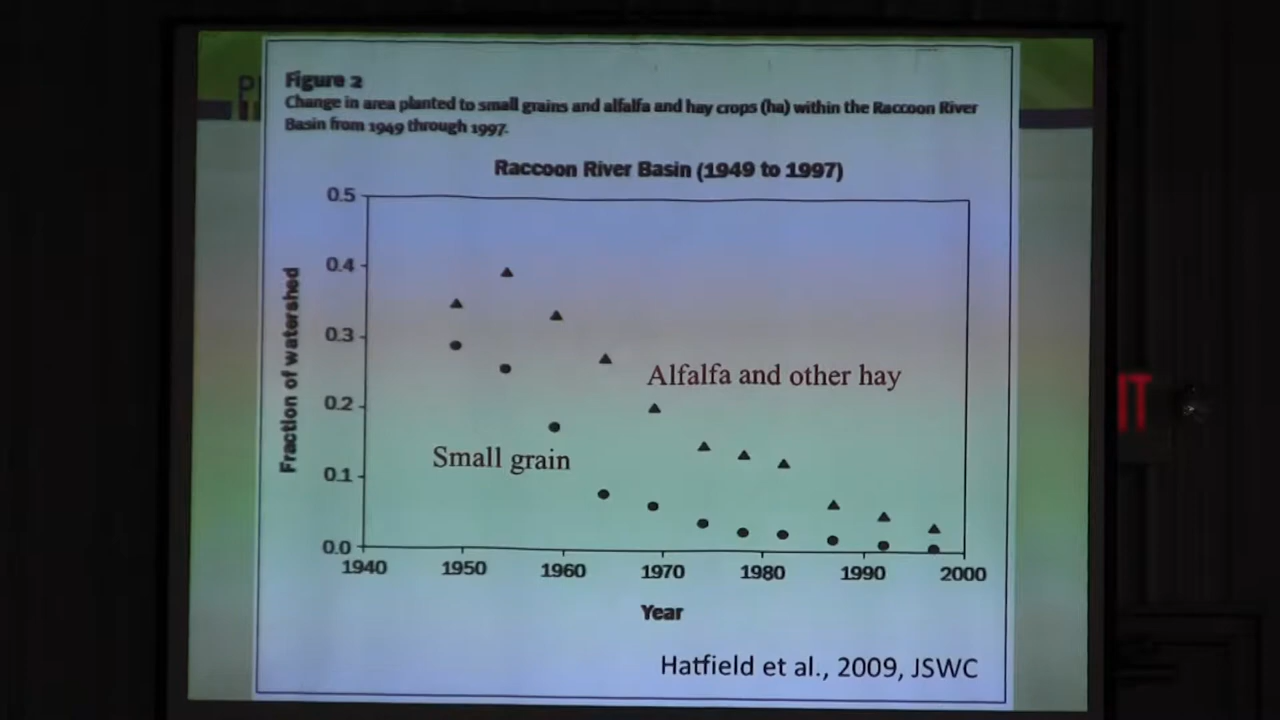 Figure 2
Change in area planted to small grains and alfalfa and hay crops (ha) within the Raccoon River
Basin from 1949 through 1997.
Raccoon River Basin (1949 to 1997)
0.5
0.4
0.3
0.2
0.1
0.0
Fraction of watershed
Alfalfa and other hay
Small grain
1940 1950 1960 1970 1980 1990 2000
Year
Hatfield et al., 2009, JSWC
IT